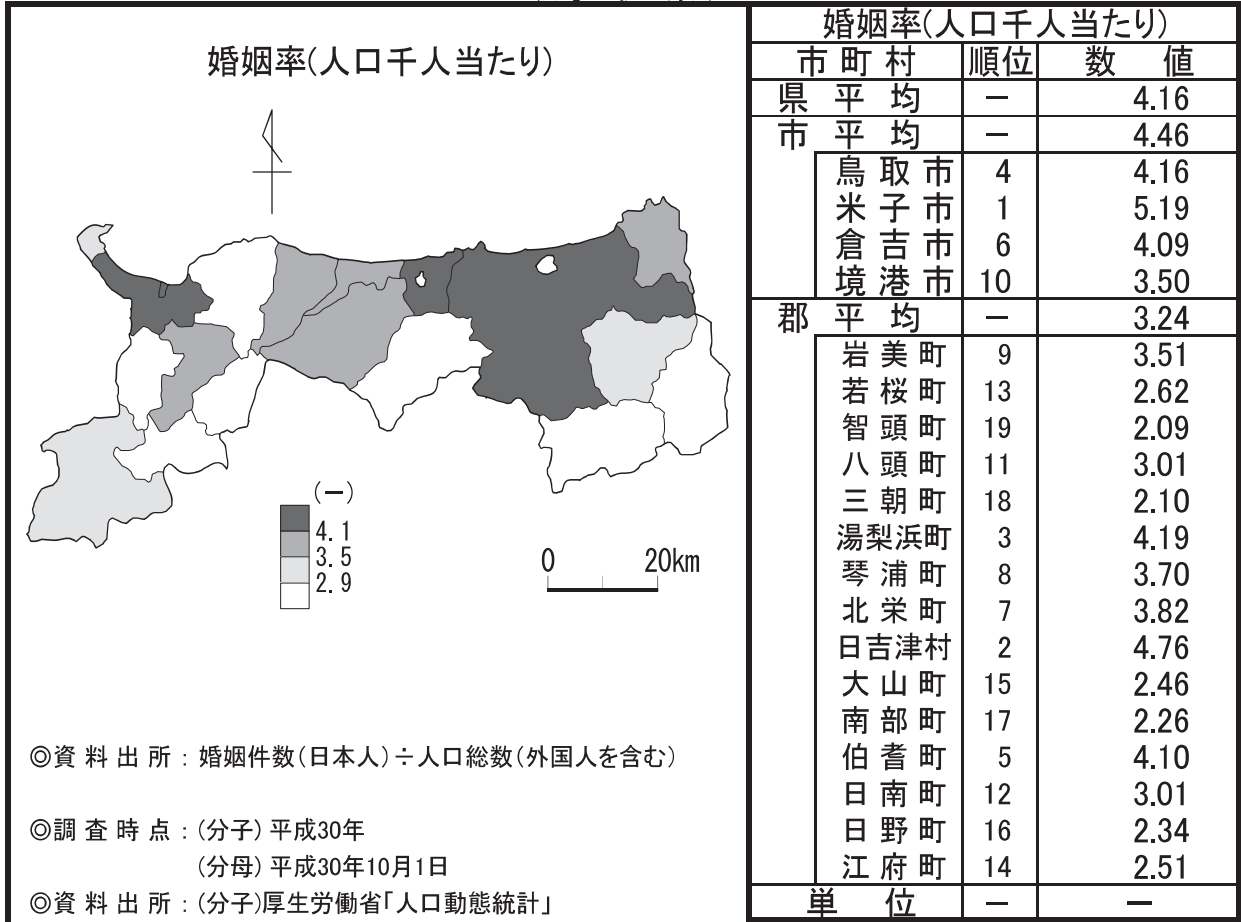 婚姻率(人口千人当たり)
(-)
4.1
3.5
2.9
0 20km
◎資料出所:婚姻件数(日本人)÷人口総数(外国人を含む)
◎調査時点:(分子)平成30年
(分母)平成30年10月1日
◎資料出所:(分子)厚生労働省「人口動態統計」
婚姻率(人口千人当たり)
市町村 順位 数値
県平均 - 4.16
市平均 - 4.46
鳥取市 4 4.16
米子市 1 5.19
倉吉市 6 4.09
境港市 10 3.50
郡平均 - 3.24
岩美町 9 3.51
若桜町 13 2.62
智頭町 19 2.09
八頭町 11 3.01
三朝町 18 2.10
湯梨浜町 3 4.19
琴浦町 8 3.70
北栄町 7 3.82
日吉津村 2 4.76
大山町 15 2.46
南部町 17 2.26
伯耆町 5 4.10
日南町 12 3.01
日野町 16 2.34
江府町 14 2.51
単位 - -